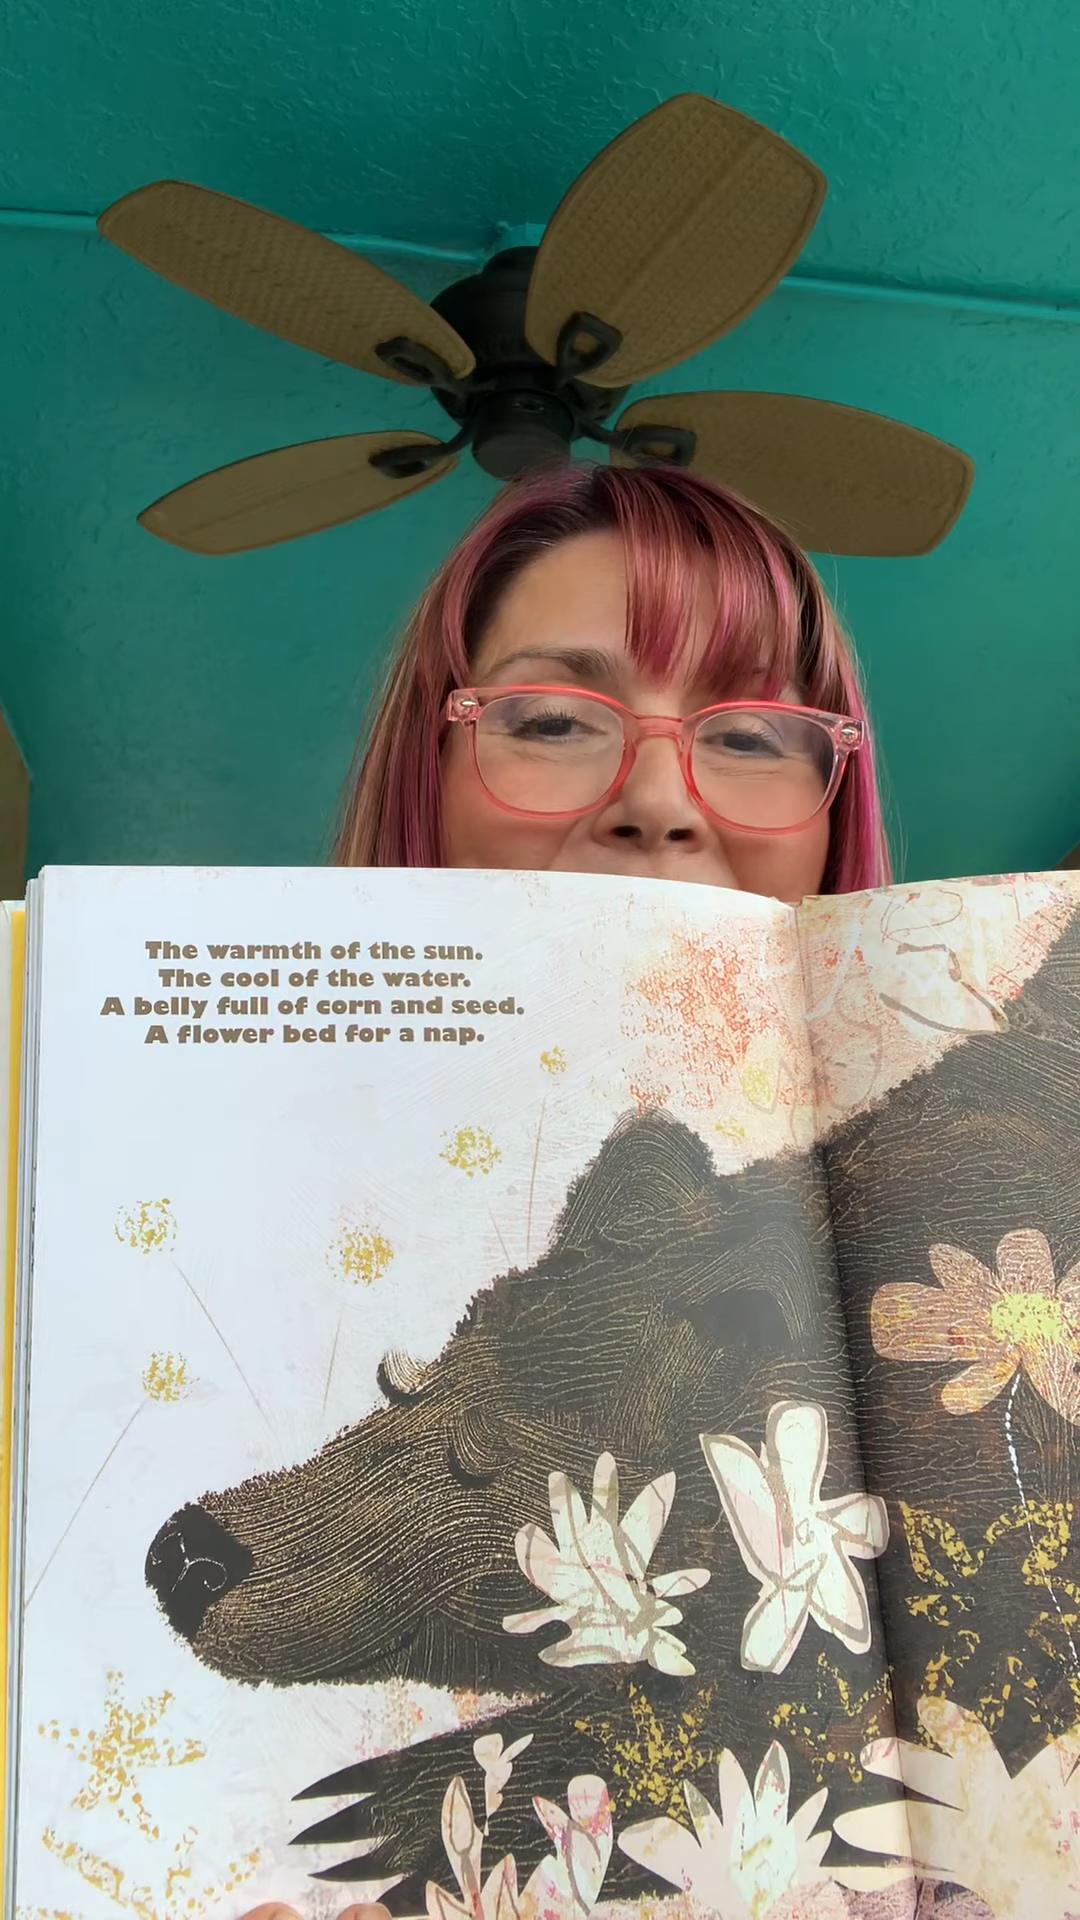 The warmth of the sun.
The cool of the water.
A belly full of corn and seed.
A flower bed for a nap.